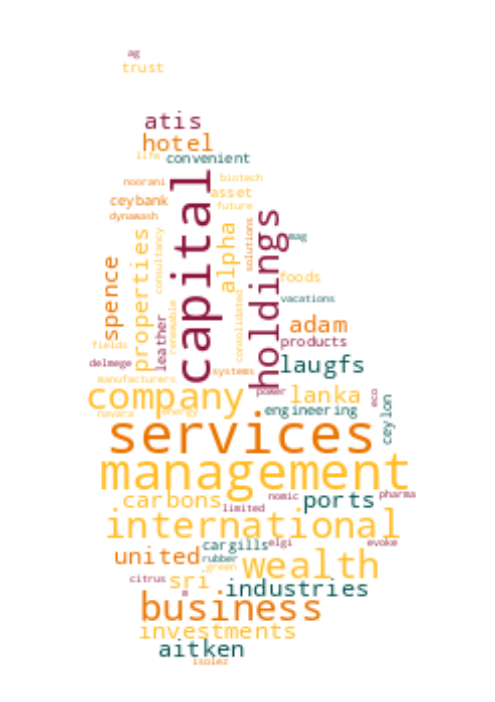 ag
trust
atis
hotel
life
convenient
capital
noorani
biotech
ceybank
asset
dynawash
future
holdings
properties
consultancy
alpha
solutions
mag
spence
foods
leather
renewable
consolidated
vacations
adam
fields
products
delmege
laugfs
systems
manufacturers
power
company
lanka
eco
ceylon
navara
energy
engineering
services
management
carbons
nomic
ports
pharma
limited
international
cargills
elgi
evoke
united
rubber
green
wealth
citrus
sri
industries
business
investments
aitken
isolez